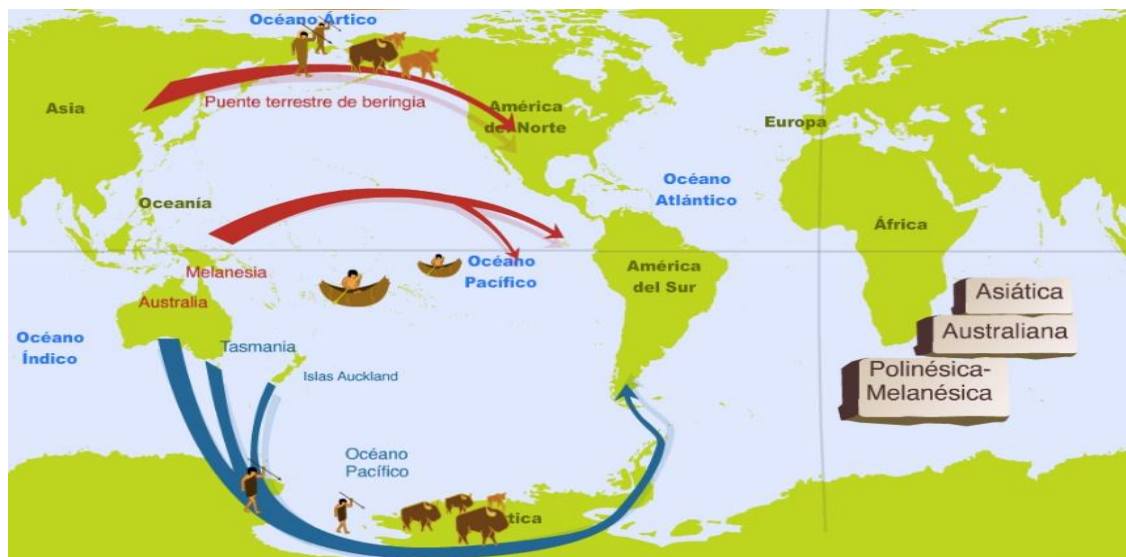 Océano Ártico
Asia
Puente terrestre de beringia
América
del Norte
Europa
Océano
Atlántico
Oceanía
África
Melanesia
Océano
Pacífico
América
del Sur
Australia
Asiática
Australiana
Océano
Índico
Tasmania
Islas Auckland
Polinésica-
Melanésica
Océano
Pacífico
tica